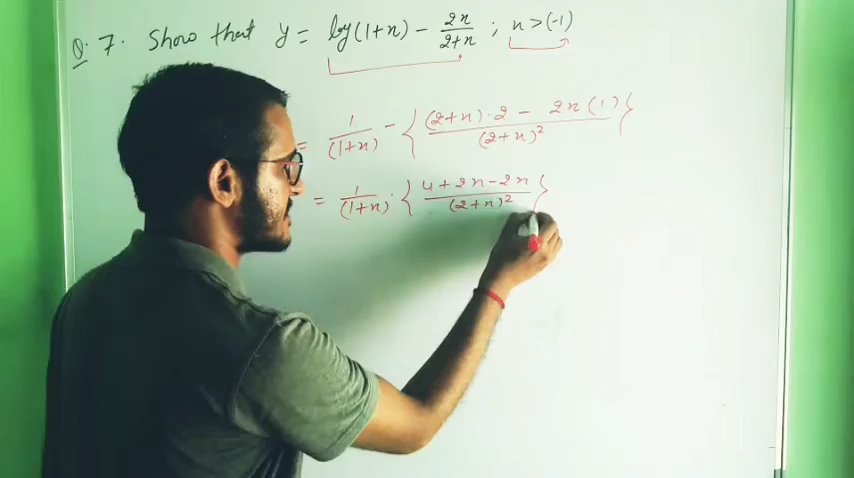 Q. 7. Show that y = log(1+x) - 2x/2+x ; x > (-1)
= 1/(1+x) - { (2+x)·2 - 2x(1) / (2+x)² }
= 1/(1+x) - { 4+2x-2x / (2+x)² }